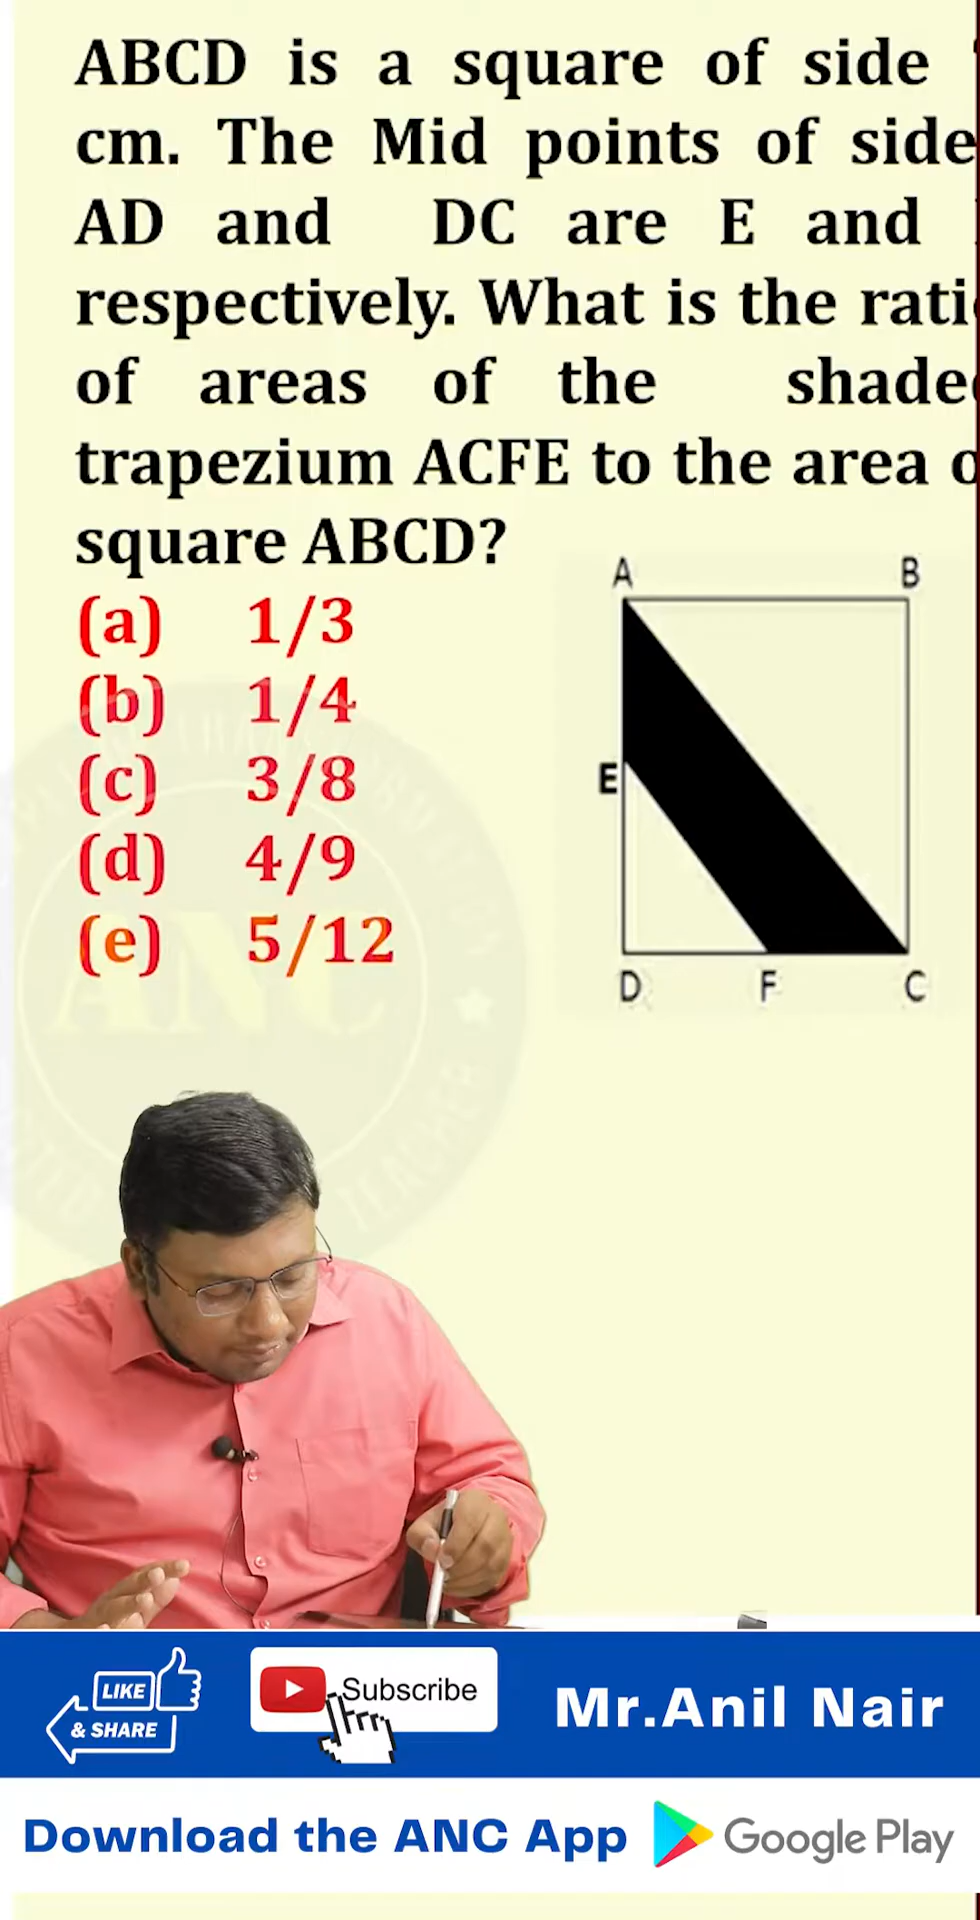 ABCD is a square of side
cm. The Mid points of side
AD and DC are E and
respectively. What is the rati
of areas of the shade
trapezium ACFE to the area
square ABCD?
(a) 1/3
(b) 1/4
(c) 3/8
(d) 4/9
(e) 5/12
A B
E
D F C
ANC
TEACHER
LIKE
& SHARE
Subscribe
Mr.Anil Nair
Download the ANC App Google Play